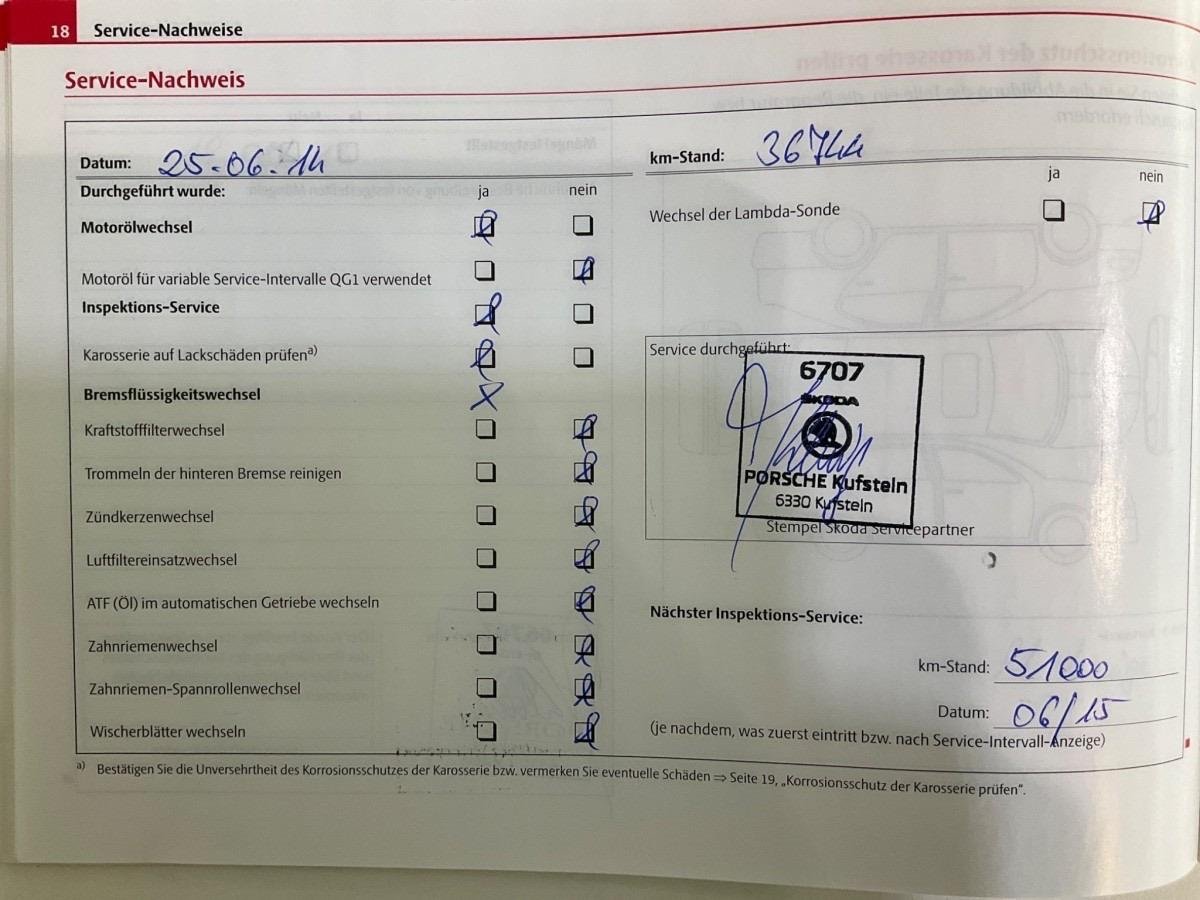 18 Service-Nachweise
Service-Nachweis
Datum: 25.06.14
km-Stand:
Durchgeführt wurde: ja nein
ja nein
Motorölwechsel
Wechsel der Lambda-Sonde
Motoröl für variable Service-Intervalle QG1 verwendet
Inspektions-Service
Karosserie auf Lackschäden prüfen a)
Bremsflüssigkeitswechsel
Kraftstofffilterwechsel
Trommeln der hinteren Bremse reinigen
Zündkerzenwechsel
Luftfiltereinsatzwechsel
ATF (Öl) im automatischen Getriebe wechseln
Zahnriemenwechsel
Zahnriemen-Spannrollenwechsel
Wischerblätter wechseln
Service durchgeführt:
6707
ŠKODA
PORSCHE Kufstein
6330 Kufstein
Stempel Škoda Servicepartner
Nächster Inspektions-Service:
km-Stand: 51000
Datum: 06/15
(je nachdem, was zuerst eintritt bzw. nach Service-Intervall-Anzeige)
a) Bestätigen Sie die Unversehrtheit des Korrosionsschutzes der Karosserie bzw. vermerken Sie eventuelle Schäden ⇒ Seite 19, „Korrosionsschutz der Karosserie prüfen".